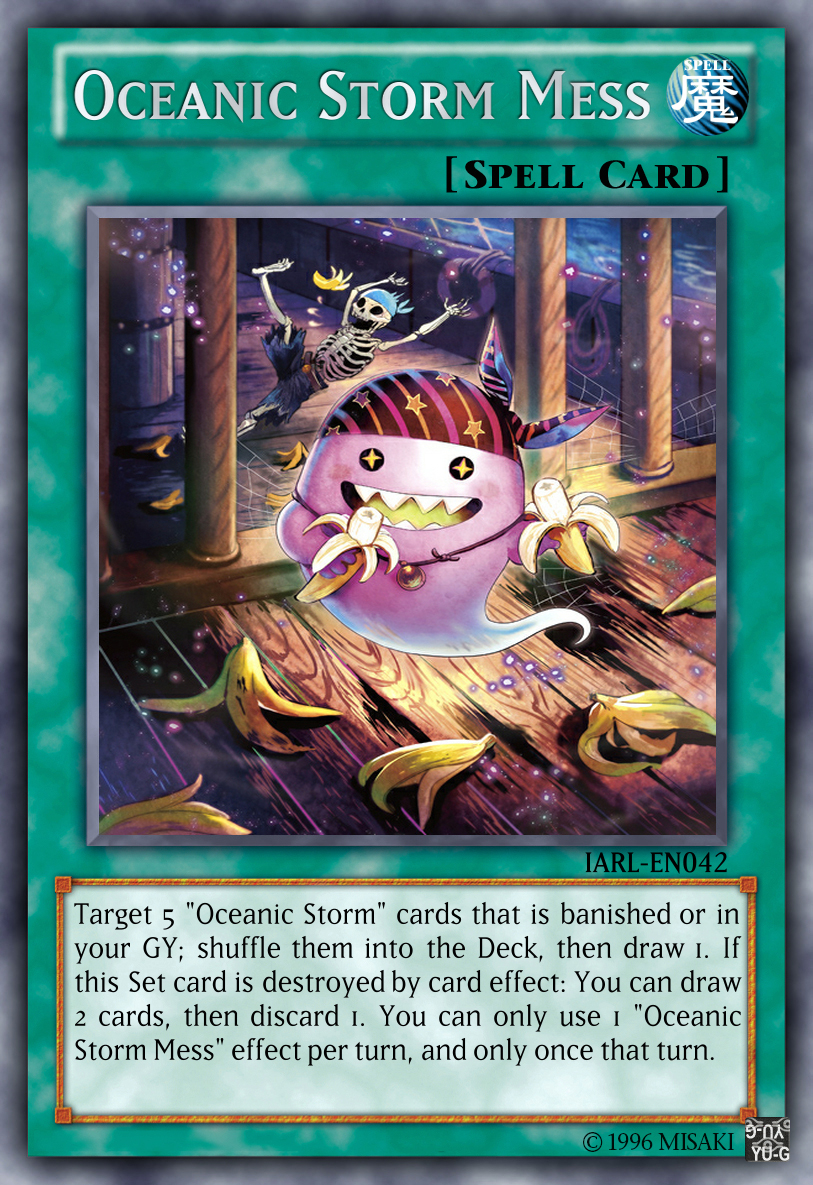 Oceanic Storm Mess
SPELL
魔
[Spell Card]
IARL-EN042
Target 5 "Oceanic Storm" cards that is banished or in
your GY; shuffle them into the Deck, then draw 1. If
this Set card is destroyed by card effect: You can draw
2 cards, then discard 1. You can only use 1 "Oceanic
Storm Mess" effect per turn, and only once that turn.
© 1996 MISAKI
YU-G
YU-G